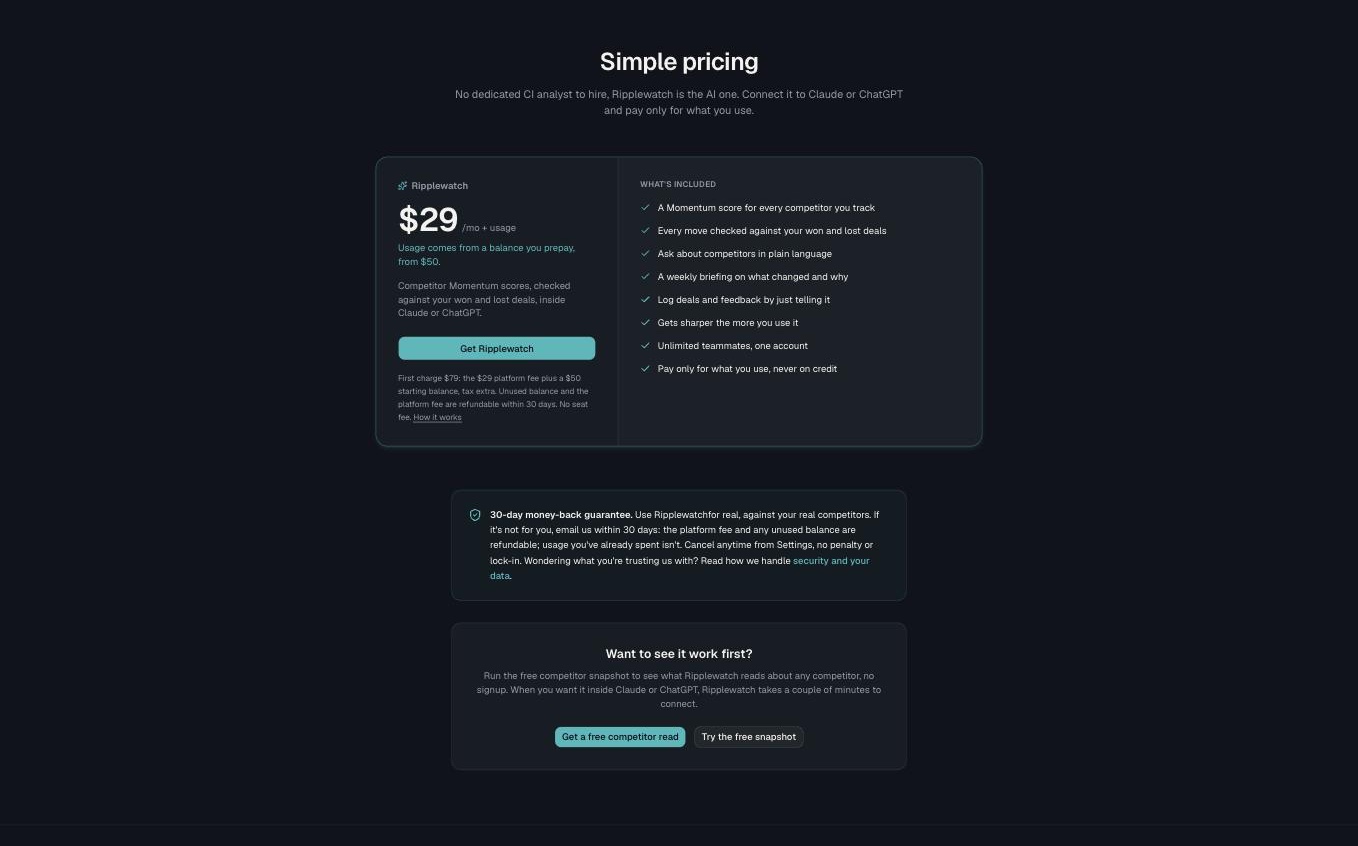 Simple pricing
No dedicated CI analyst to hire, Ripplewatch is the AI one. Connect it to Claude or ChatGPT
and pay only for what you use.
Ripplewatch
$29 /mo + usage
Usage comes from a balance you prepay,
from $50.
Competitor Momentum scores, checked
against your won and lost deals, inside
Claude or ChatGPT.
Get Ripplewatch
First charge $79: the $29 platform fee plus a $50
starting balance, tax extra. Unused balance and the
platform fee are refundable within 30 days. No seat
fee. How it works
WHAT'S INCLUDED
A Momentum score for every competitor you track
Every move checked against your won and lost deals
Ask about competitors in plain language
A weekly briefing on what changed and why
Log deals and feedback by just telling it
Gets sharper the more you use it
Unlimited teammates, one account
Pay only for what you use, never on credit
30-day money-back guarantee. Use Ripplewatchfor real, against your real competitors. If
it's not for you, email us within 30 days: the platform fee and any unused balance are
refundable; usage you've already spent isn't. Cancel anytime from Settings, no penalty or
lock-in. Wondering what you're trusting us with? Read how we handle security and your
data.
Want to see it work first?
Run the free competitor snapshot to see what Ripplewatch reads about any competitor, no
signup. When you want it inside Claude or ChatGPT, Ripplewatch takes a couple of minutes to
connect.
Get a free competitor read
Try the free snapshot